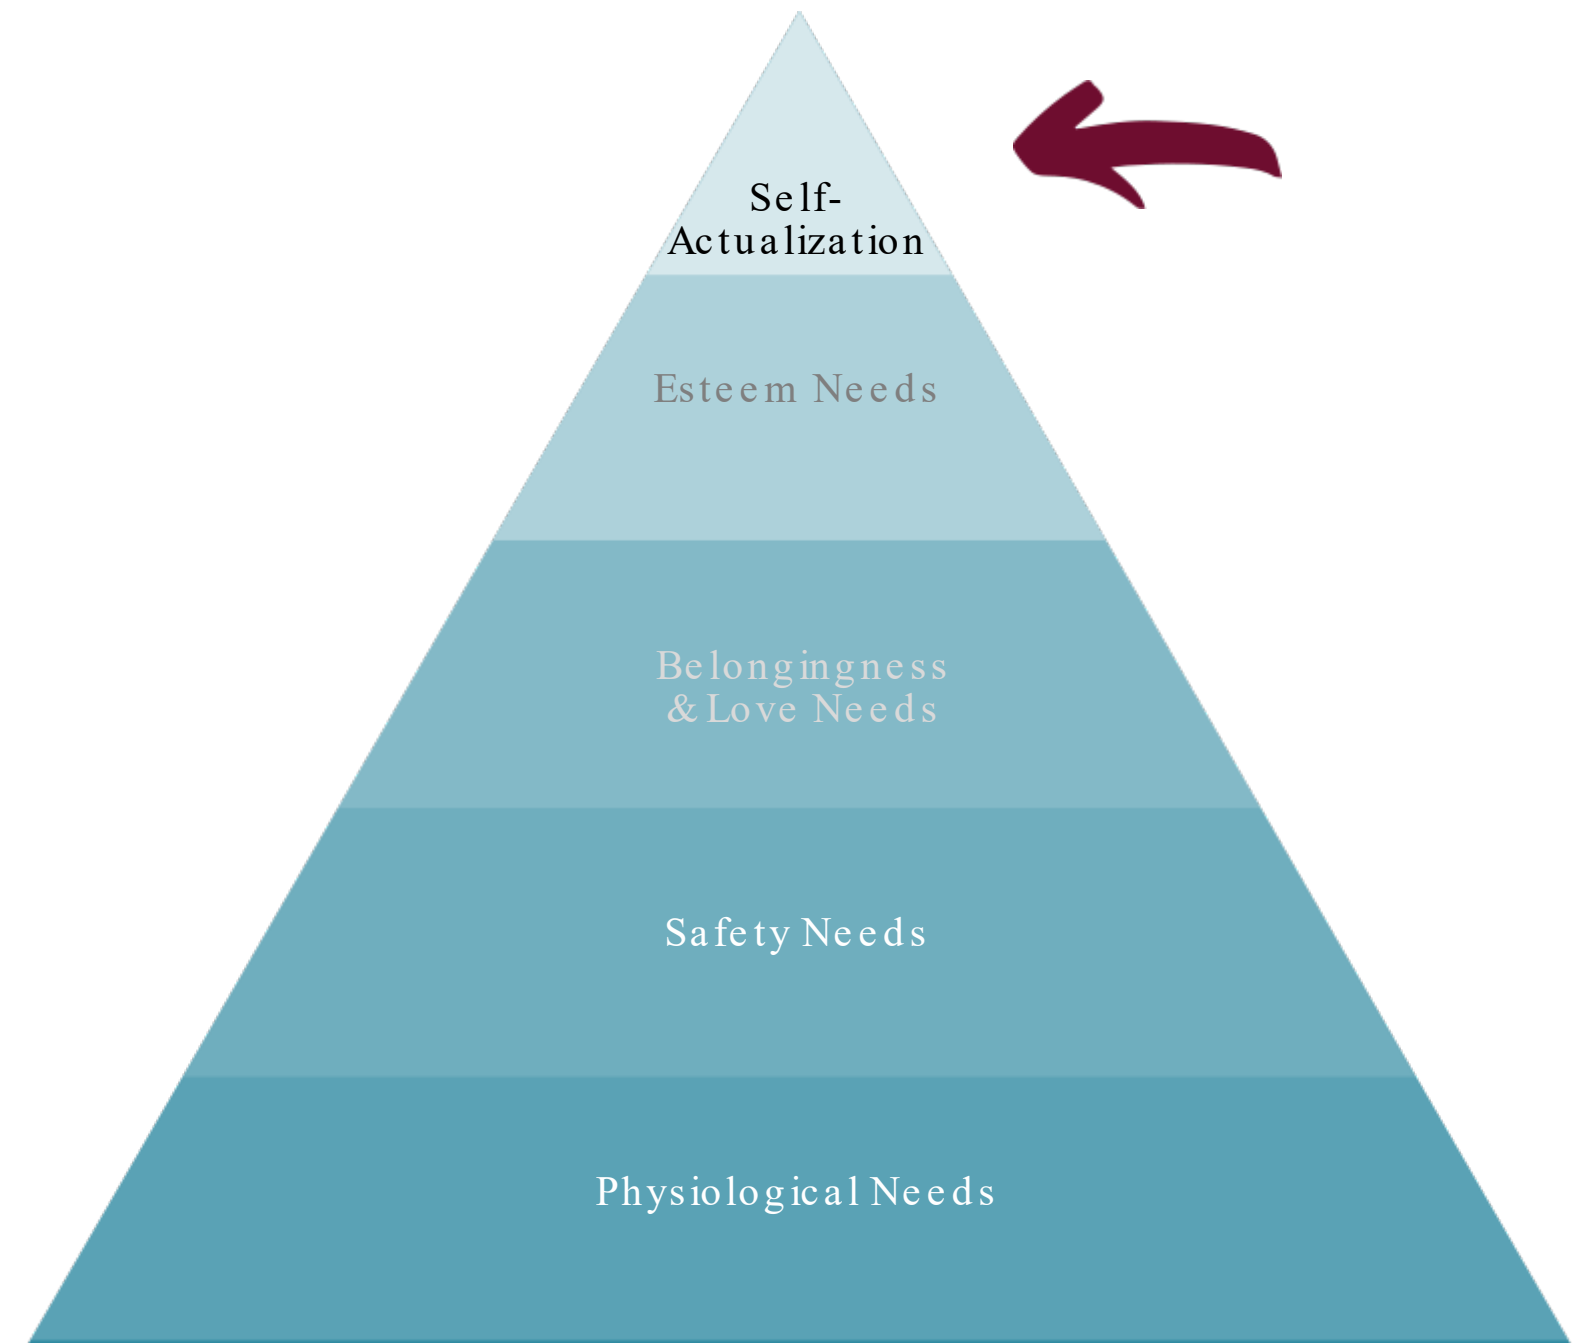 Self-
Actualization
Esteem Needs
Belongingness
& Love Needs
Safety Needs
Physiological Needs